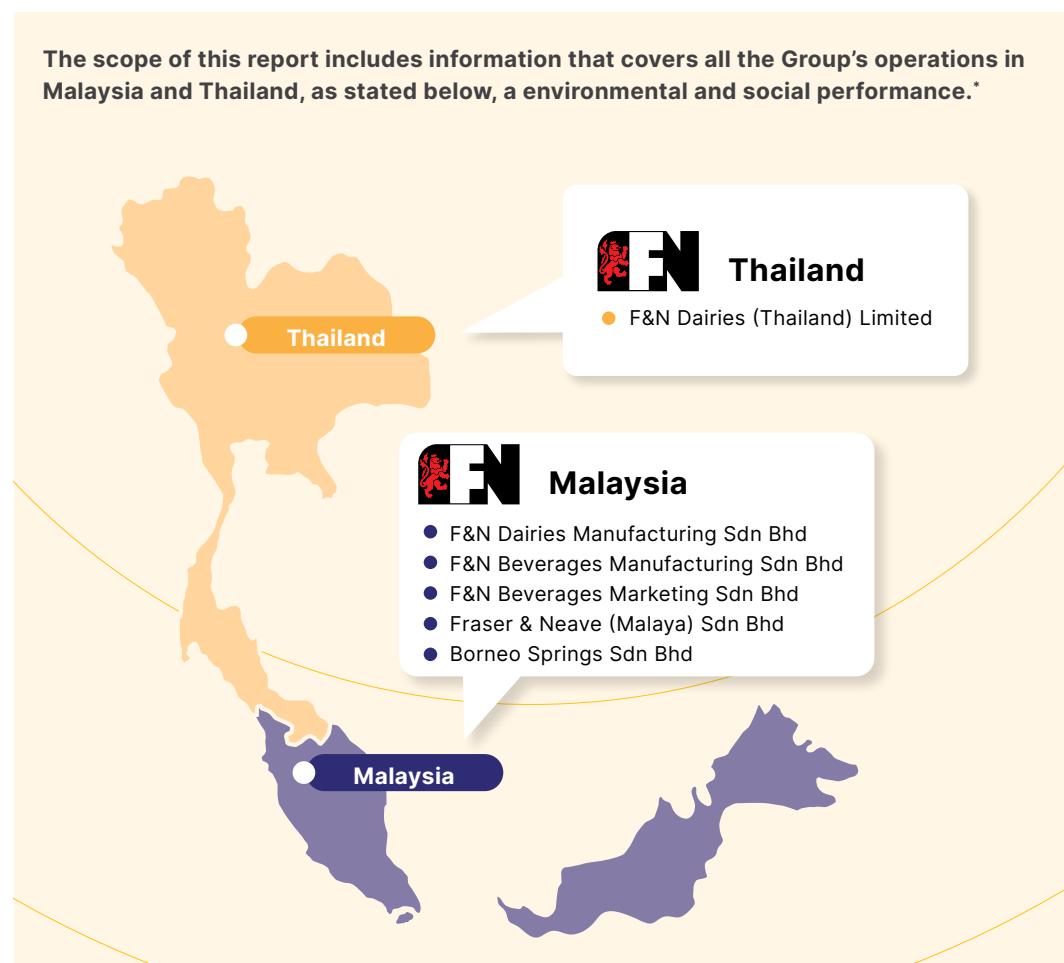 The scope of this report includes information that covers all the Group's operations in
Malaysia and Thailand, as stated below, a environmental and social performance.*
FN Thailand
F&N Dairies (Thailand) Limited
Thailand
FN Malaysia
F&N Dairies Manufacturing Sdn Bhd
F&N Beverages Manufacturing Sdn Bhd
F&N Beverages Marketing Sdn Bhd
Fraser & Neave (Malaya) Sdn Bhd
Borneo Springs Sdn Bhd
Malaysia